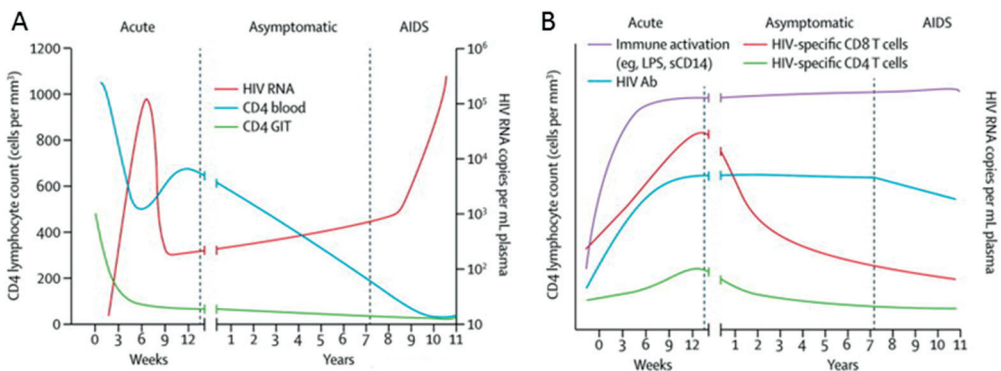 A
Acute Asymptomatic AIDS
CD4 lymphocyte count (cells per mm³)
1200
1000
800
600
400
200
0
HIV RNA
CD4 blood
CD4 GIT
10⁶
10⁵
10⁴
10³
10²
10
HIV RNA copies per mL plasma
0 3 6 9 12 1 2 3 4 5 6 7 8 9 10 11
Weeks Years
B
Acute Asymptomatic AIDS
CD4 lymphocyte count (cells per mm³)
Immune activation
(eg, LPS, sCD14)
HIV Ab
HIV-specific CD8 T cells
HIV-specific CD4 T cells
HIV RNA copies per mL plasma
0 3 6 9 12 1 2 3 4 5 6 7 8 9 10 11
Weeks Years